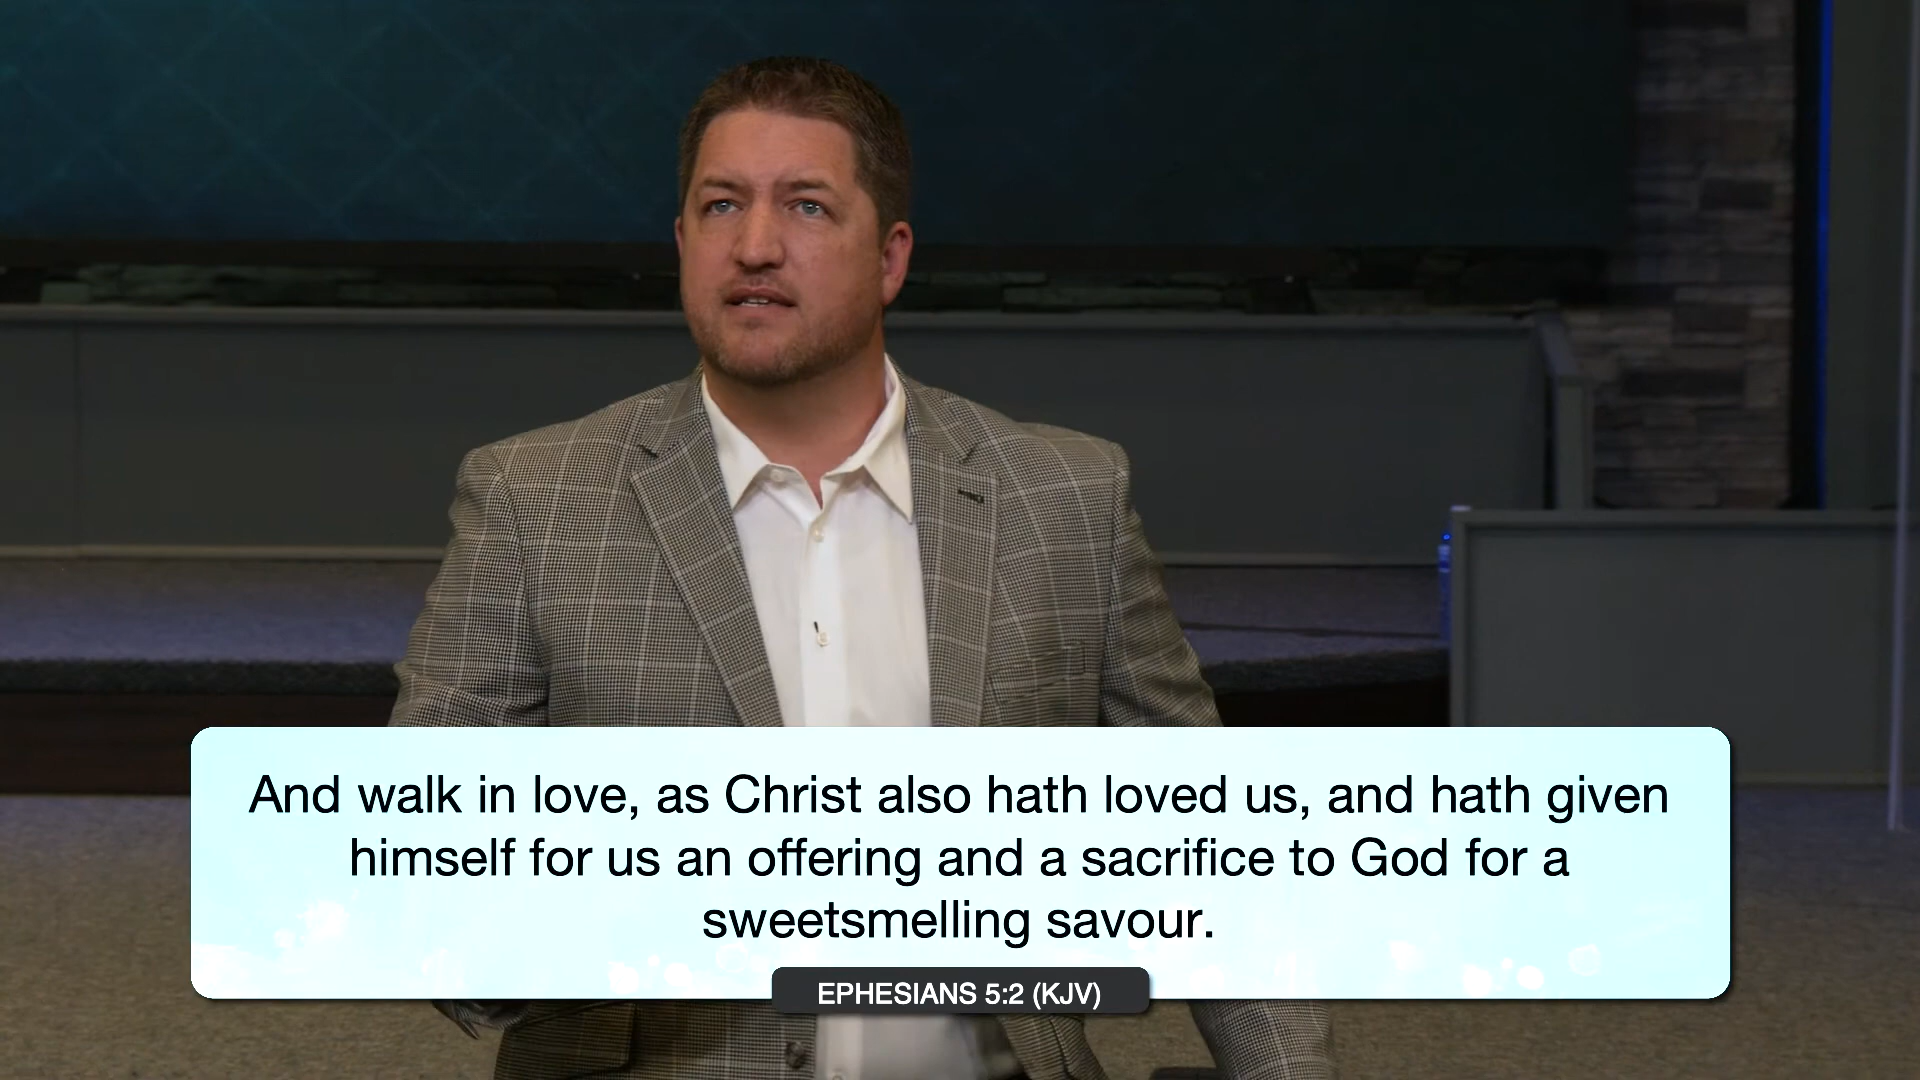 And walk in love, as Christ also hath loved us, and hath given
himself for us an offering and a sacrifice to God for a
sweetsmelling savour.
EPHESIANS 5:2 (KJV)